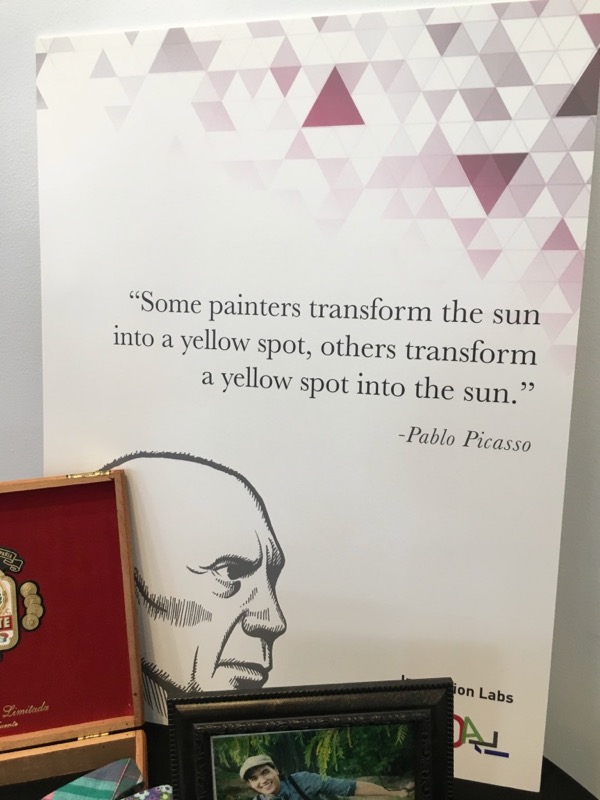 “Some painters transform the sun
into a yellow spot, others transform
a yellow spot into the sun.”
-Pablo Picasso
Labs
Limitada